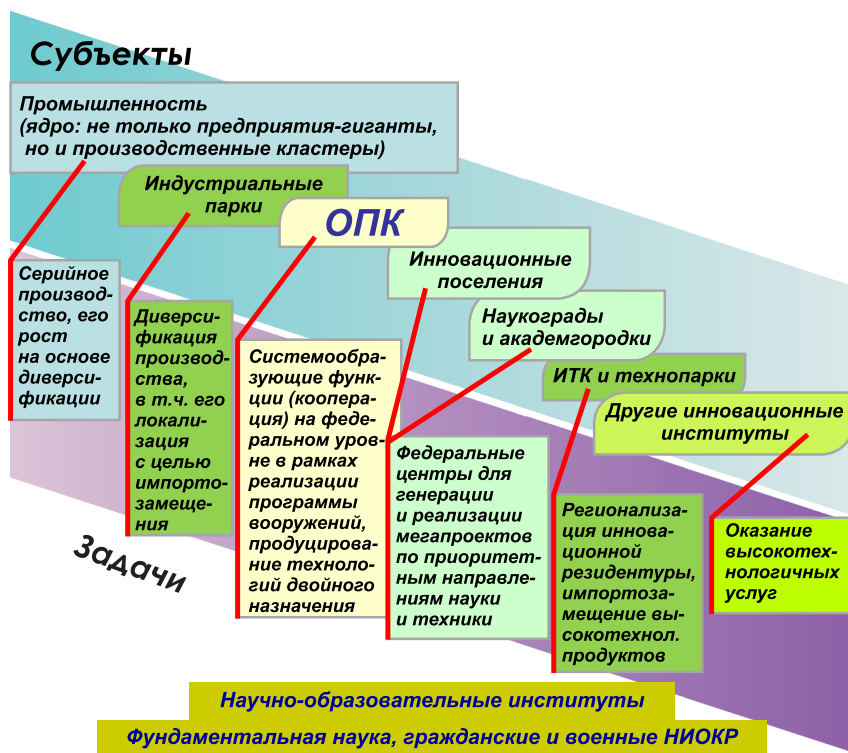 Субъекты
Промышленность
(ядро: не только предприятия-гиганты,
но и производственные кластеры)
Индустриальные
парки
ОПК
Инновационные
поселения
Наукограды
и академгородки
ИТК и технопарки
Другие инновационные
институты
Серийное
производ-
ство, его
рост
на основе
диверси-
фикации
Диверси-
фикация
производ-
ства,
в т.ч. его
локали-
зация
с целью
импорто-
замеще-
ния
Системообра-
зующие функ-
ции (коопера-
ция) на феде-
ральном уров-
не в рамках
реализации
программы
вооружений,
продуцирова-
ние техноло-
гий двойного
назначения
Федеральные
центры для
генерации
и реализации
мегапроектов
по приоритет-
ным направле-
ниям науки
и техники
Регионализа-
ция иннова-
ционной
резидентуры,
импортоза-
мещение вы-
сокотехнол.
продуктов
Оказание
высокотех-
нологичных
услуг
Задачи
Научно-образовательные институты
Фундаментальная наука, гражданские и военные НИОКР